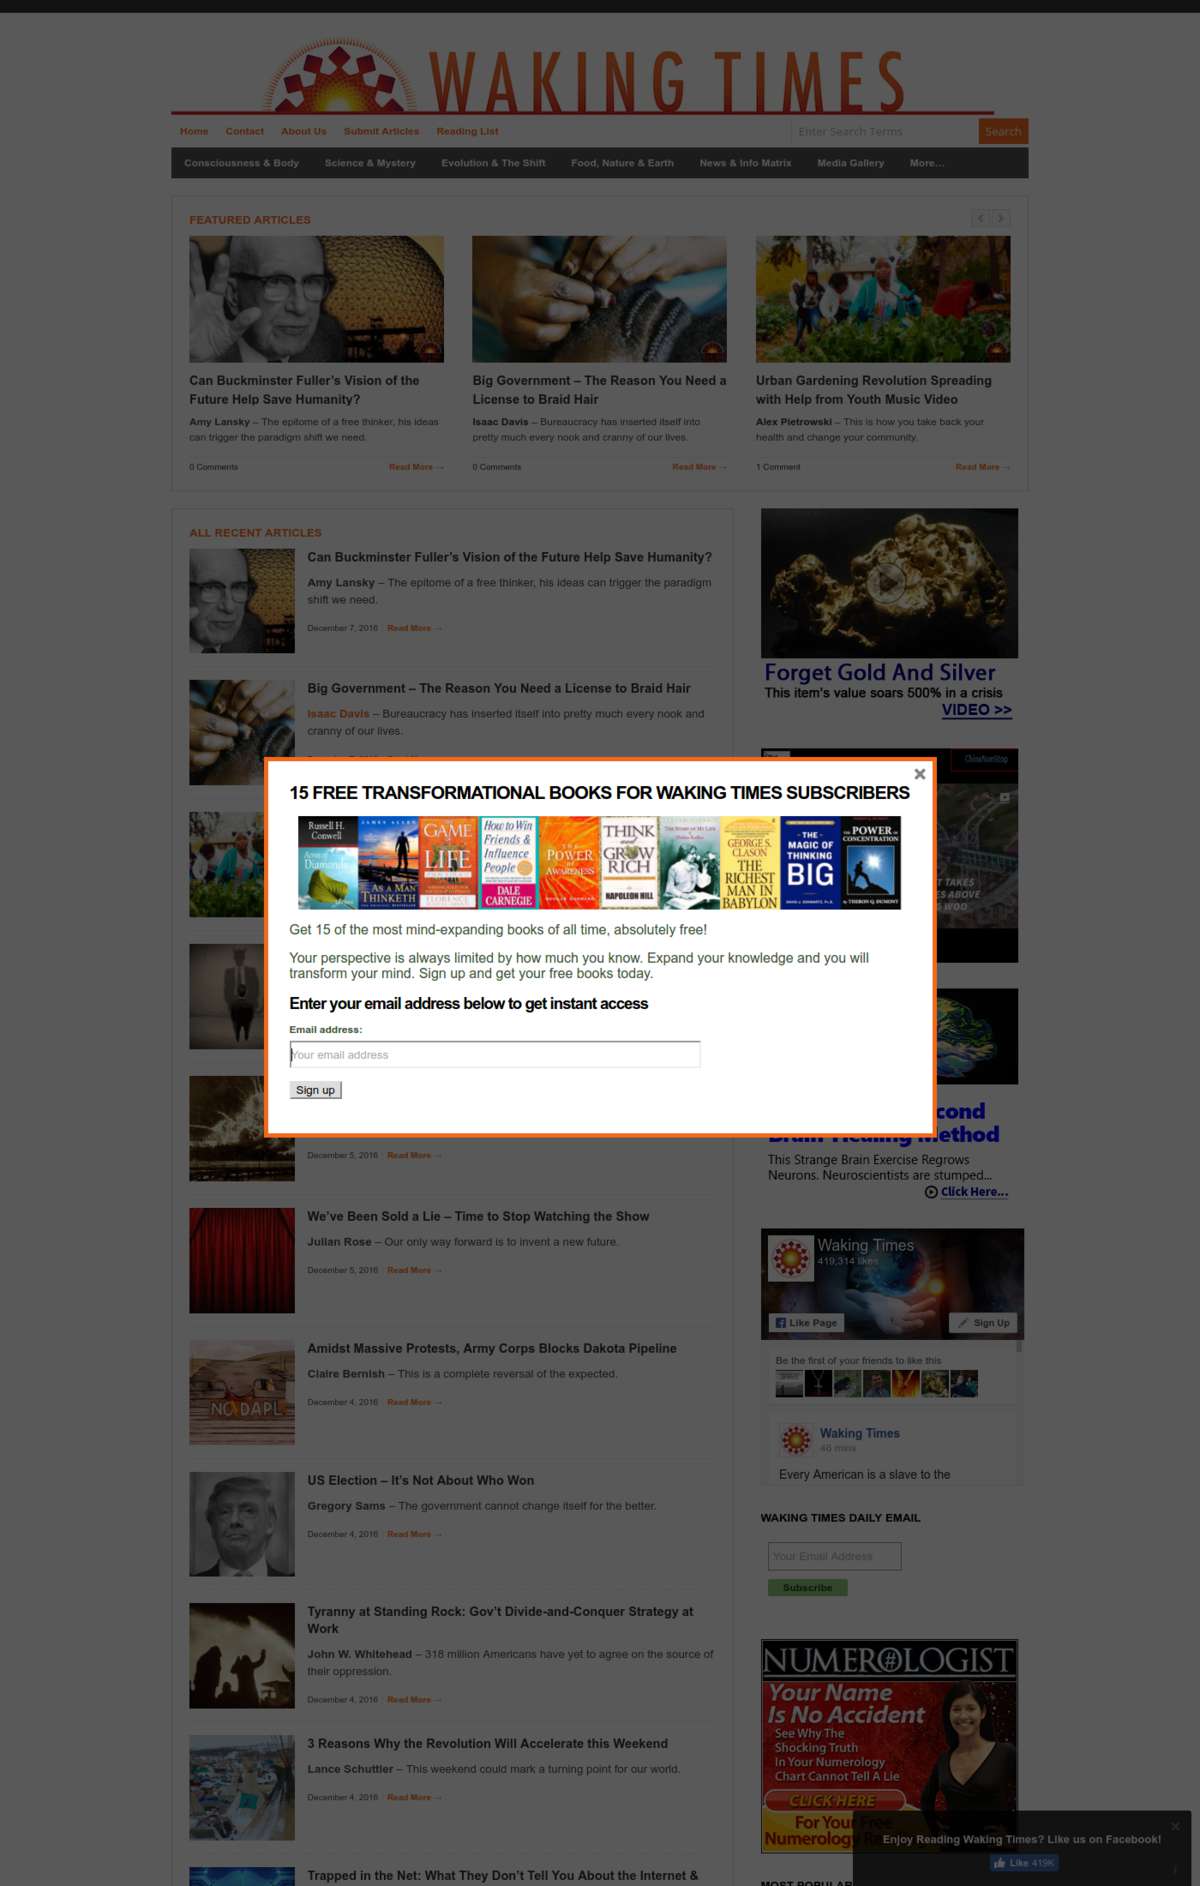 WAKING TIMES
Home Contact About Us Submit Articles Reading List
Enter Search Terms Search
Consciousness & Body Science & Mystery Evolution & The Shift Food, Nature & Earth News & Info Matrix Media Gallery More...
FEATURED ARTICLES
Can Buckminster Fuller's Vision of the
Future Help Save Humanity?
Amy Lansky – The epitome of a free thinker, his ideas
can trigger the paradigm shift we need.
0 Comments Read More →
Big Government – The Reason You Need a
License to Braid Hair
Isaac Davis – Bureaucracy has inserted itself into
pretty much every nook and cranny of our lives.
0 Comments Read More →
Urban Gardening Revolution Spreading
with Help from Youth Music Video
Alex Pietrowski – This is how you take back your
health and change your community.
1 Comment Read More →
ALL RECENT ARTICLES
Can Buckminster Fuller's Vision of the Future Help Save Humanity?
Amy Lansky – The epitome of a free thinker, his ideas can trigger the paradigm
shift we need.
December 7, 2016 Read More →
Big Government – The Reason You Need a License to Braid Hair
Isaac Davis – Bureaucracy has inserted itself into pretty much every nook and
cranny of our lives.
15 FREE TRANSFORMATIONAL BOOKS FOR WAKING TIMES SUBSCRIBERS
Russell H.
Conwell
Acres of
Diamonds
JAMES ALLEN
AS A MAN
THINKETH
GAME
OF
LIFE
FLORENCE
How to Win
Friends &
Influence
People
DALE
CARNEGIE
THE
POWER
OF
AWARENESS
THINK
and
GROW
RICH
NAPOLEON HILL
THE STORY OF MY LIFE
GEORGE S.
CLASON
THE
RICHEST
MAN IN
BABYLON
THE
MAGIC OF
THINKING
BIG
THE POWER OF
CONCENTRATION
BY THERON Q. DUMONT
Get 15 of the most mind-expanding books of all time, absolutely free!
Your perspective is always limited by how much you know. Expand your knowledge and you will
transform your mind. Sign up and get your free books today.
Enter your email address below to get instant access
Email address:
Your email address
Sign up
December 5, 2016 Read More →
We've Been Sold a Lie – Time to Stop Watching the Show
Julian Rose – Our only way forward is to invent a new future.
December 5, 2016 Read More →
Amidst Massive Protests, Army Corps Blocks Dakota Pipeline
Claire Bernish – This is a complete reversal of the expected.
December 4, 2016 Read More →
NO DAPL
US Election – It's Not About Who Won
Gregory Sams – The government cannot change itself for the better.
December 4, 2016 Read More →
Tyranny at Standing Rock: Gov't Divide-and-Conquer Strategy at
Work
John W. Whitehead – 318 million Americans have yet to agree on the source of
their oppression.
December 4, 2016 Read More →
3 Reasons Why the Revolution Will Accelerate this Weekend
Lance Schuttler – This weekend could mark a turning point for our world.
December 4, 2016 Read More →
Trapped in the Net: What They Don't Tell You About the Internet &
Forget Gold And Silver
This item's value soars 500% in a crisis
VIDEO >>
ChinaNonStop
T TAKES
ES ABOVE
WOO
cond
Brain Healing Method
This Strange Brain Exercise Regrows
Neurons. Neuroscientists are stumped...
Click Here...
Waking Times
419,314 likes
Like Page Sign Up
Be the first of your friends to like this
Waking Times
46 mins
Every American is a slave to the
WAKING TIMES DAILY EMAIL
Your Email Address
Subscribe
NUMEROLOGIST
Your Name
Is No Accident
See Why The
Shocking Truth
In Your Numerology
Chart Cannot Tell A Lie
CLICK HERE
For Your Free
Numerology
Enjoy Reading Waking Times? Like us on Facebook!
Like 419K
MOST POPULAR